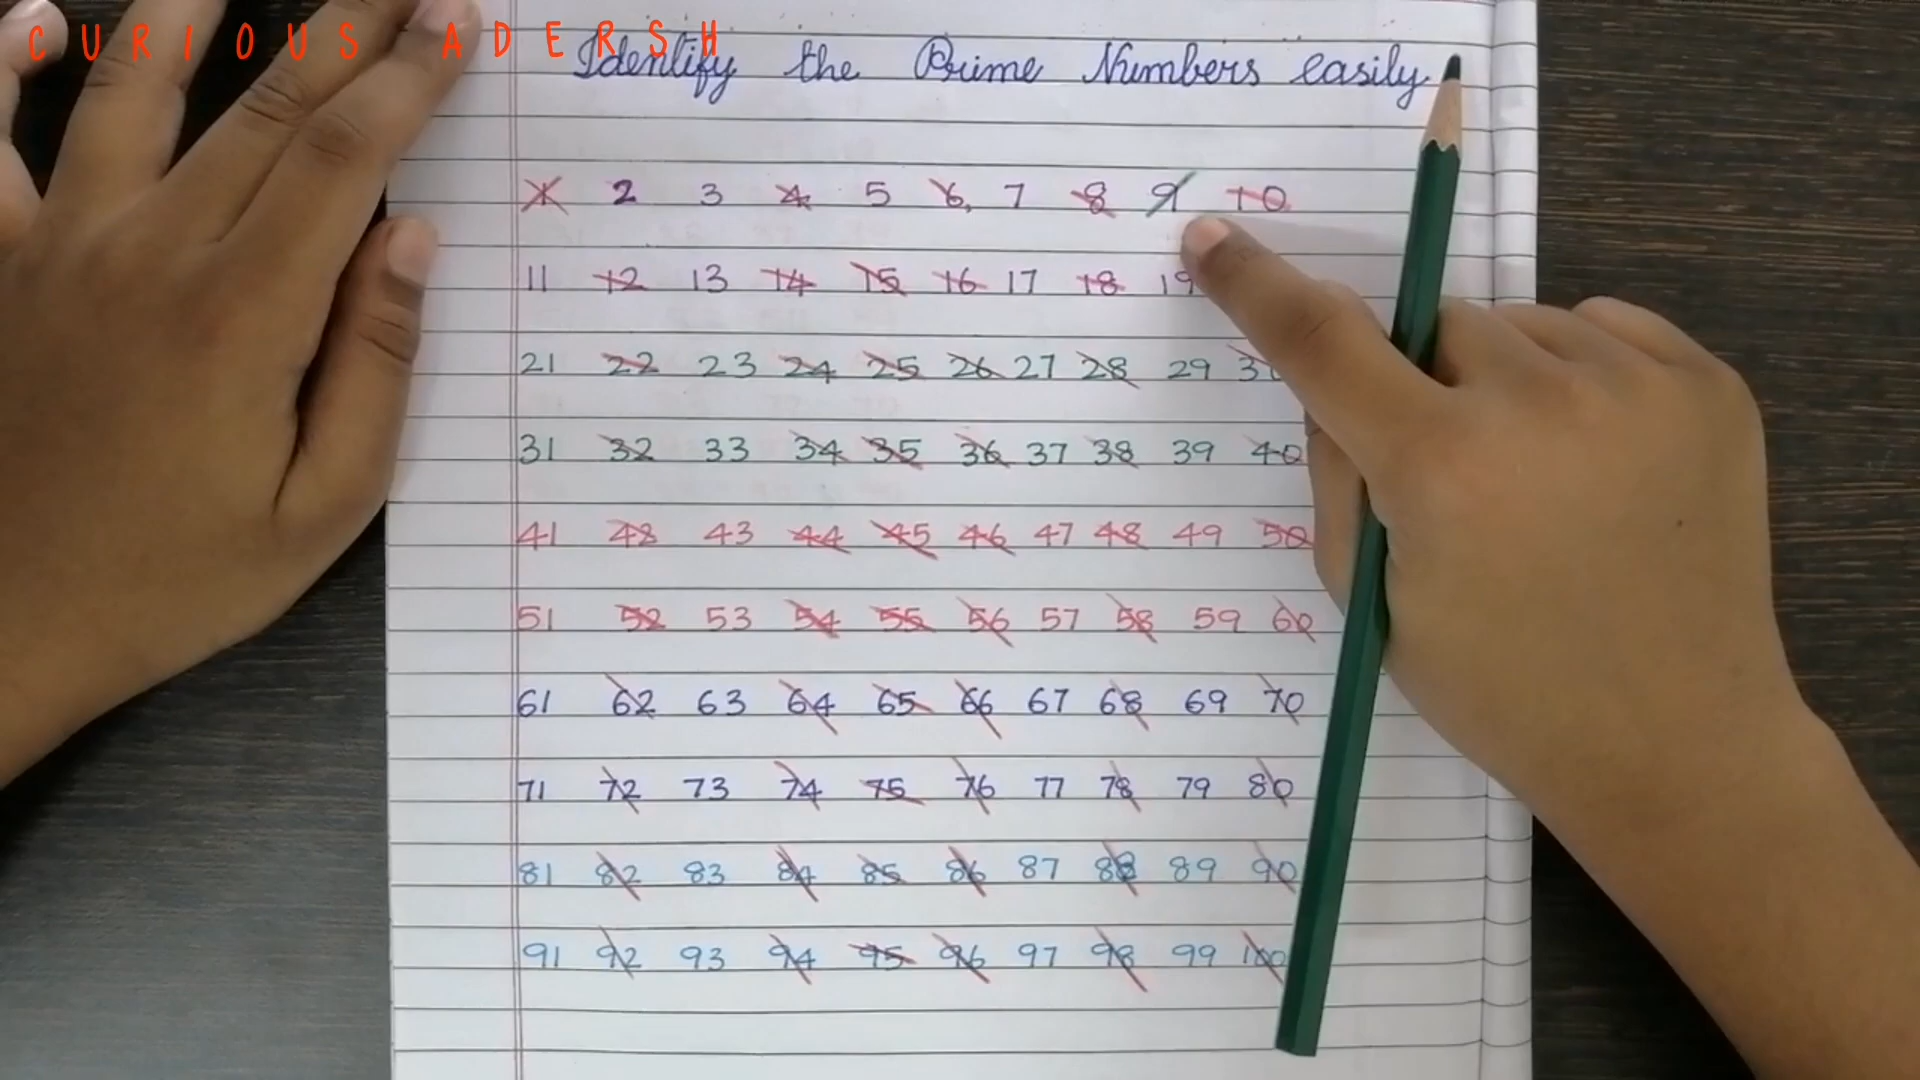 CURIOUS ADERSH
Identify the Prime Numbers easily
1 2 3 4 5 6 7 8 9 10
11 12 13 14 15 16 17 18 19
21 22 23 24 25 26 27 28 29 30
31 32 33 34 35 36 37 38 39 40
41 48 43 44 45 46 47 48 49 50
51 52 53 54 55 56 57 58 59 60
61 62 63 64 65 66 67 68 69 70
71 72 73 74 75 76 77 78 79 80
81 82 83 84 85 86 87 88 89 90
91 92 93 94 95 96 97 98 99 100